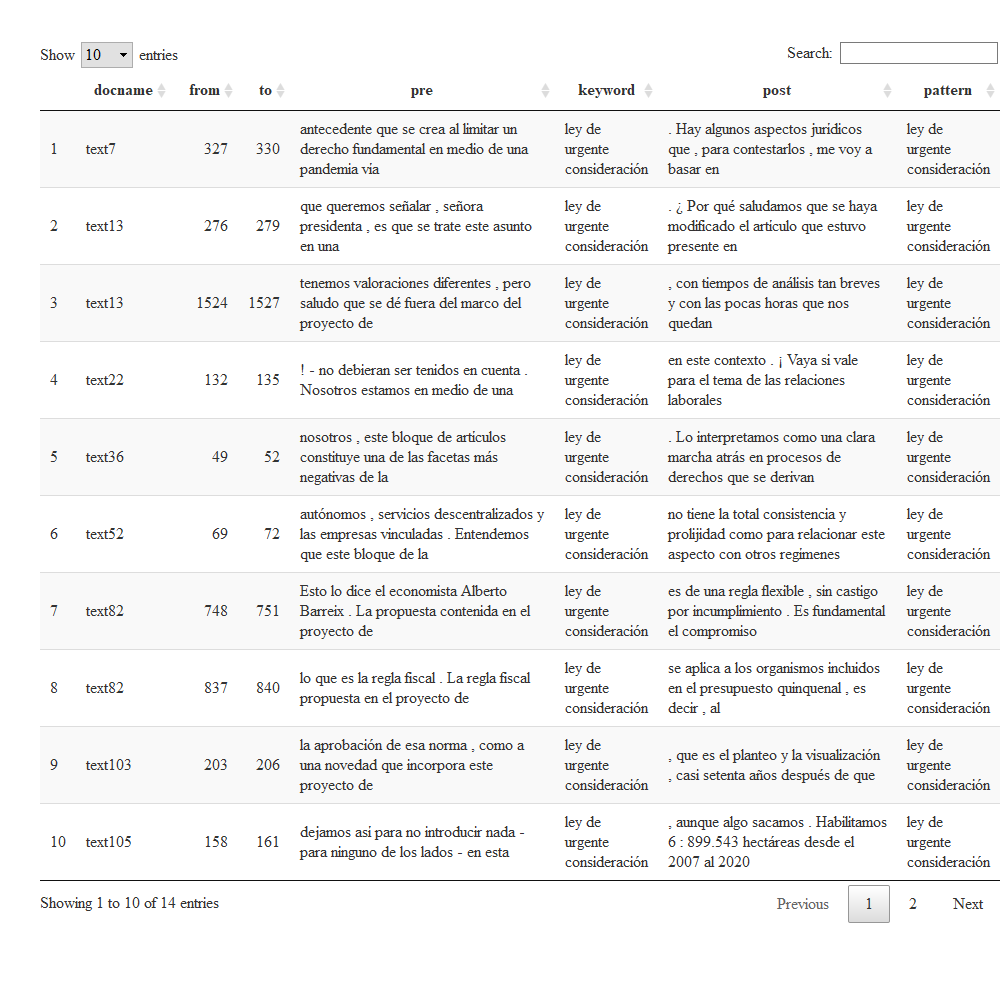 Show 10 entries Search:
docname from to pre keyword post pattern
antecedente que se crea al limitar un ley de . Hay algunos aspectos jurídicos ley de
1 text7 327 330 derecho fundamental en medio de una urgente que , para contestarlos , me voy a urgente
pandemia vía consideración basar en consideración
que queremos señalar , señora ley de . ¿ Por qué saludamos que se haya ley de
2 text13 276 279 presidenta , es que se trate este asunto urgente modificado el artículo que estuvo urgente
en una consideración presente en consideración
tenemos valoraciones diferentes , pero ley de , con tiempos de análisis tan breves ley de
3 text13 1524 1527 saludo que se dé fuera del marco del urgente y con las pocas horas que nos urgente
proyecto de consideración quedan consideración
! - no debieran ser tenidos en cuenta . ley de en este contexto . ¡ Vaya si vale ley de
4 text22 132 135 Nosotros estamos en medio de una urgente para el tema de las relaciones urgente
consideración laborales consideración
nosotros , este bloque de artículos ley de . Lo interpretamos como una clara ley de
5 text36 49 52 constituye una de las facetas más urgente marcha atrás en procesos de urgente
negativas de la consideración derechos que se derivan consideración
autónomos , servicios descentralizados y ley de no tiene la total consistencia y ley de
6 text52 69 72 las empresas vinculadas . Entendemos urgente prolijidad como para relacionar este urgente
que este bloque de la consideración aspecto con otros regímenes consideración
Esto lo dice el economista Alberto ley de es de una regla flexible , sin castigo ley de
7 text82 748 751 Barreix . La propuesta contenida en el urgente por incumplimiento . Es fundamental urgente
proyecto de consideración el compromiso consideración
lo que es la regla fiscal . La regla fiscal ley de se aplica a los organismos incluidos ley de
8 text82 837 840 propuesta en el proyecto de urgente en el presupuesto quinquenal , es urgente
consideración decir , al consideración
la aprobación de esa norma , como a ley de , que es el planteo y la visualización ley de
9 text103 203 206 una novedad que incorpora este urgente , casi setenta años después de que urgente
proyecto de consideración consideración
dejamos así para no introducir nada - ley de , aunque algo sacamos . Habilitamos ley de
10 text105 158 161 para ninguno de los lados - en esta urgente 6 : 899.543 hectáreas desde el urgente
consideración 2007 al 2020 consideración
Showing 1 to 10 of 14 entries Previous 1 2 Next